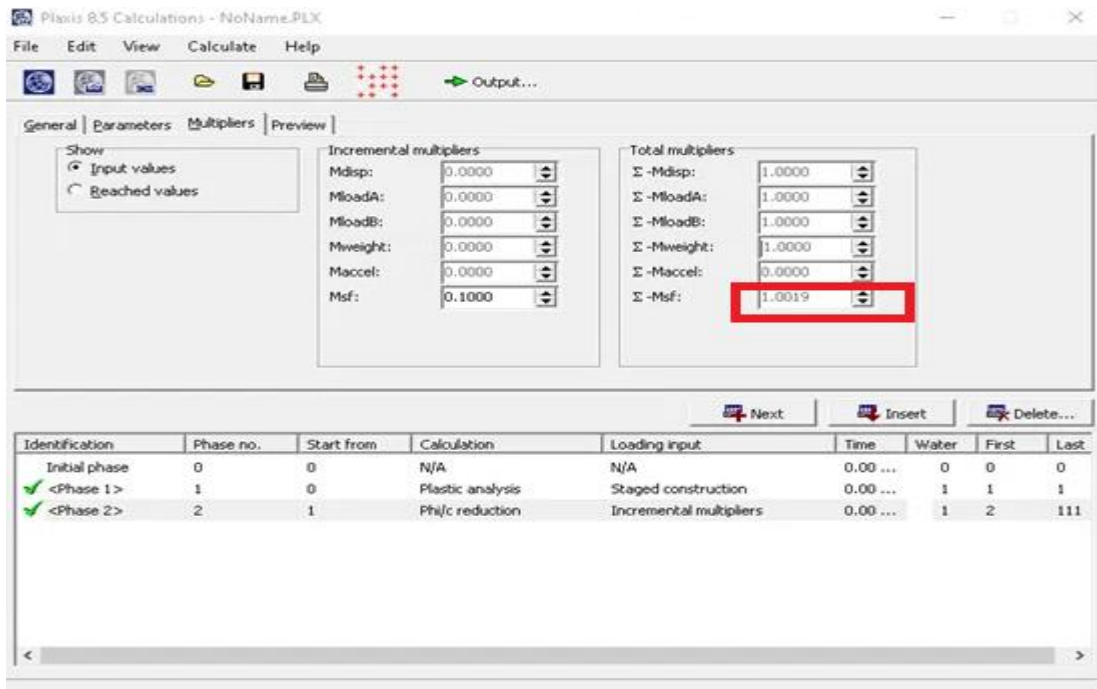 Plaxis 8.5 Calculations - NoName.PLX
File Edit View Calculate Help
Output...
General Parameters Multipliers Preview
Show Incremental multipliers Total multipliers
Input values Mdisp: 0.0000 Σ -Mdisp: 1.0000
Reached values MloadA: 0.0000 Σ -MloadA: 1.0000
MloadB: 0.0000 Σ -MloadB: 1.0000
Mweight: 0.0000 Σ -Mweight: 1.0000
Maccel: 0.0000 Σ -Maccel: 0.0000
Msf: 0.1000 Σ -Msf: 1.0019
Next Insert Delete...
Identification Phase no. Start from Calculation Loading input Time Water First Last
Initial phase 0 0 N/A N/A 0.00 ... 0 0 0
<Phase 1> 1 0 Plastic analysis Staged construction 0.00 ... 1 1 1
<Phase 2> 2 1 Phi/c reduction Incremental multipliers 0.00 ... 1 2 111